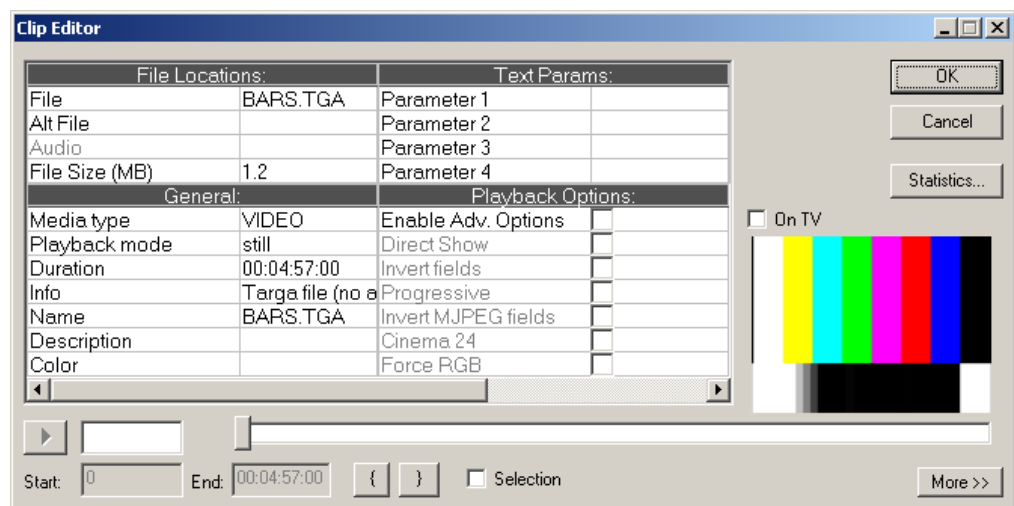 Clip Editor
File Locations: Text Params:
File BARS.TGA Parameter 1
Alt File Parameter 2
Audio Parameter 3
File Size (MB) 1.2 Parameter 4
General: Playback Options:
Media type VIDEO Enable Adv. Options
Playback mode still Direct Show
Duration 00:04:57:00 Invert fields
Info Targa file (no a Progressive
Name BARS.TGA Invert MJPEG fields
Description Cinema 24
Color Force RGB
OK
Cancel
Statistics...
On TV
Start: 0 End: 00:04:57:00 { } Selection
More >>